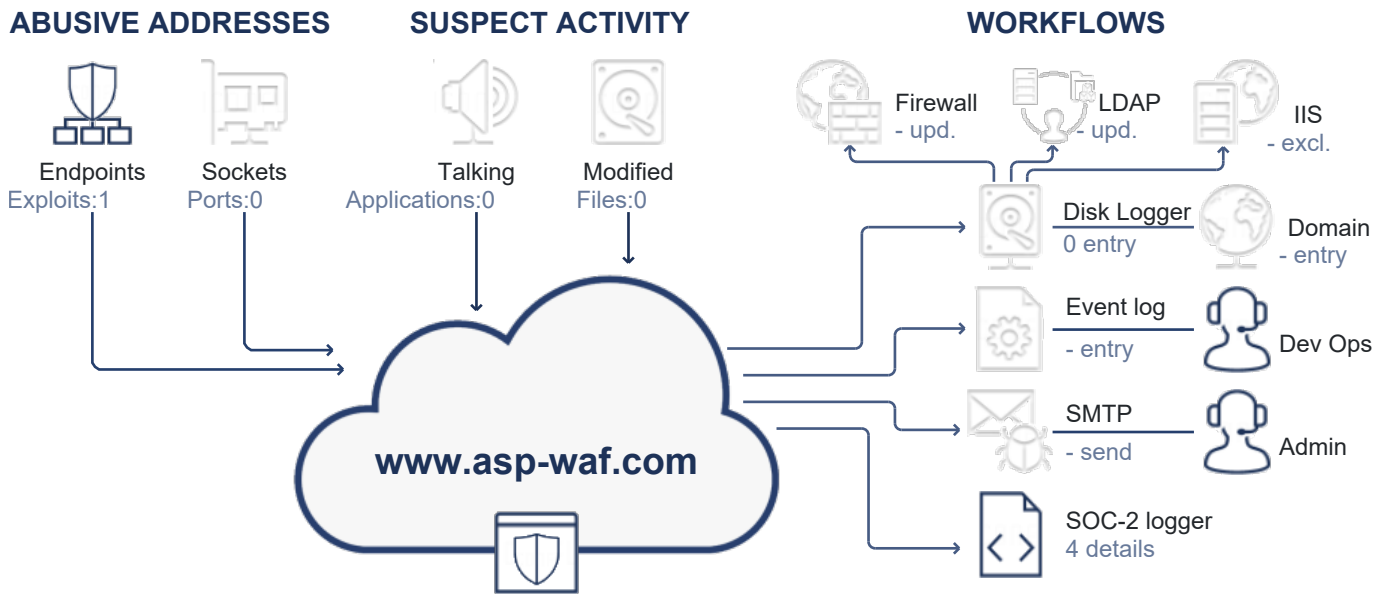 ABUSIVE ADDRESSES
SUSPECT ACTIVITY
WORKFLOWS
Endpoints
Exploits:1
Sockets
Ports:0
Talking
Applications:0
Modified
Files:0
Firewall
- upd.
LDAP
- upd.
IIS
- excl.
Disk Logger
0 entry
Domain
- entry
Event log
- entry
Dev Ops
SMTP
- send
Admin
SOC-2 logger
4 details
www.asp-waf.com